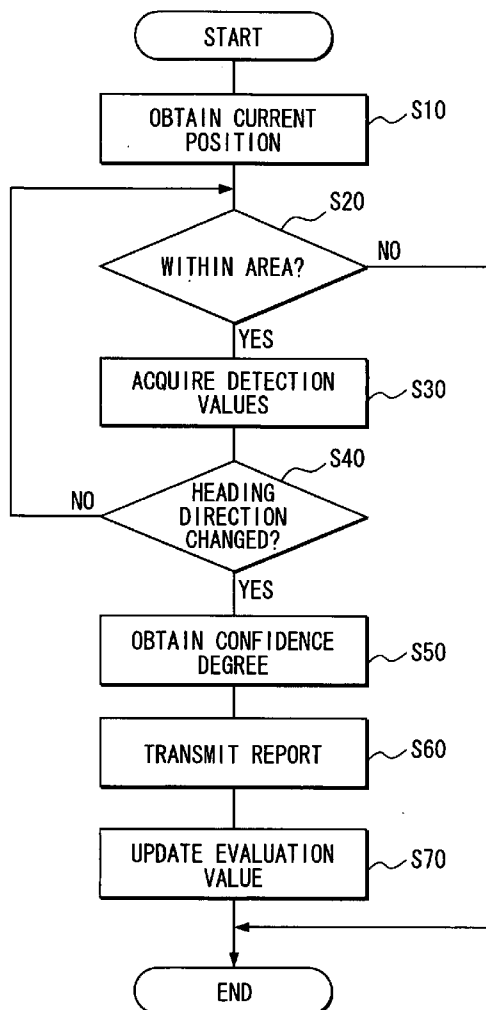 START
OBTAIN CURRENT
POSITION
S10
S20
WITHIN AREA?
NO
YES
ACQUIRE DETECTION
VALUES
S30
S40
NO
HEADING
DIRECTION
CHANGED?
YES
OBTAIN CONFIDENCE
DEGREE
S50
TRANSMIT REPORT
S60
UPDATE EVALUATION
VALUE
S70
END